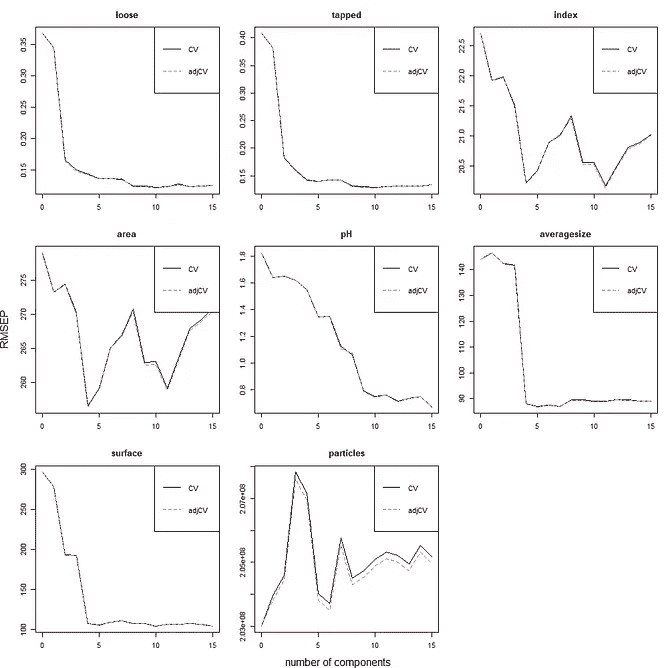 loose
0.35
0.30
0.25
0.20
0.15
CV
adjCV
0 5 10 15
tapped
0.40
0.35
0.30
0.25
0.20
0.15
CV
adjCV
0 5 10 15
index
22.5
22.0
21.5
21.0
20.5
CV
adjCV
0 5 10 15
RMSEP
area
275
270
265
260
CV
adjCV
0 5 10 15
pH
1.8
1.6
1.4
1.2
1.0
0.8
CV
adjCV
0 5 10 15
averagesize
140
130
120
110
100
90
CV
adjCV
0 5 10 15
surface
300
250
200
150
100
CV
adjCV
0 5 10 15
particles
2.07e+08
2.05e+08
2.03e+08
CV
adjCV
0 5 10 15
number of components